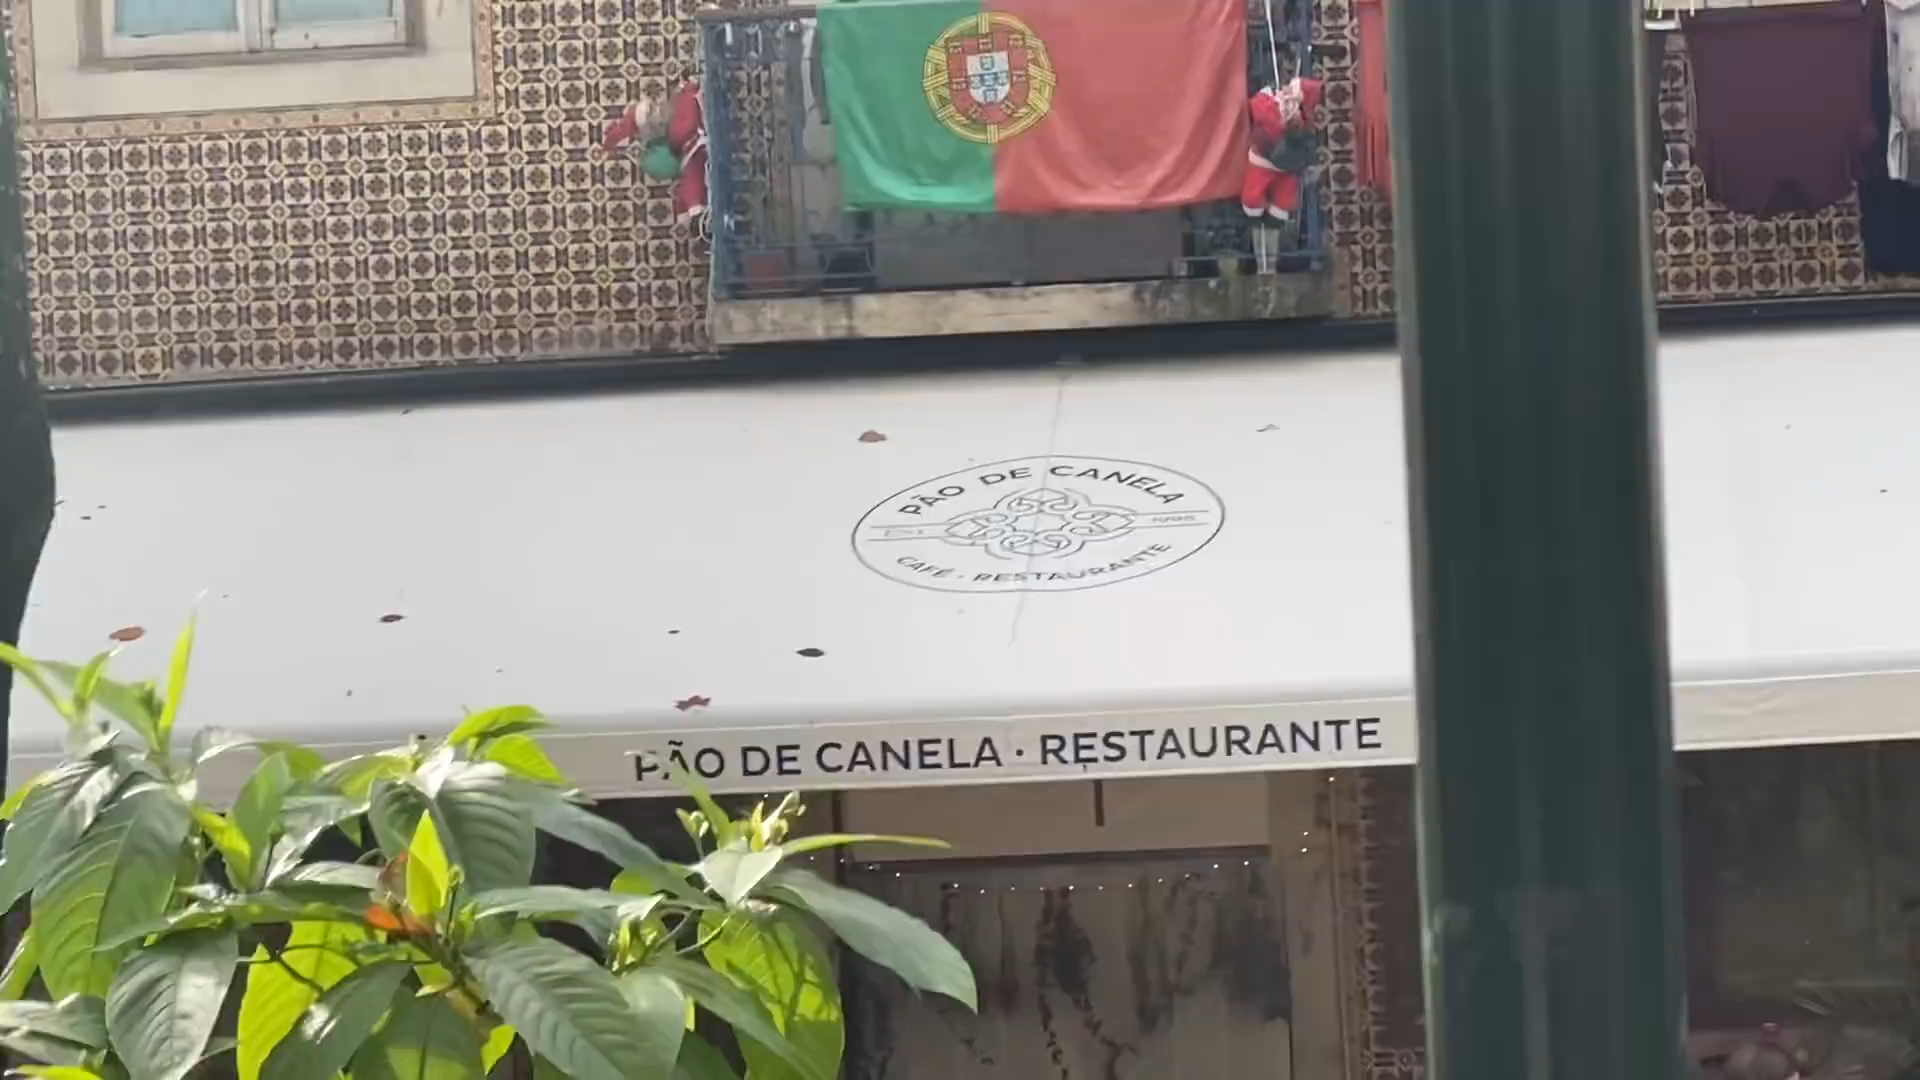 PÃO DE CANELA
CAFÉ · RESTAURANTE
PÃO DE CANELA · RESTAURANTE